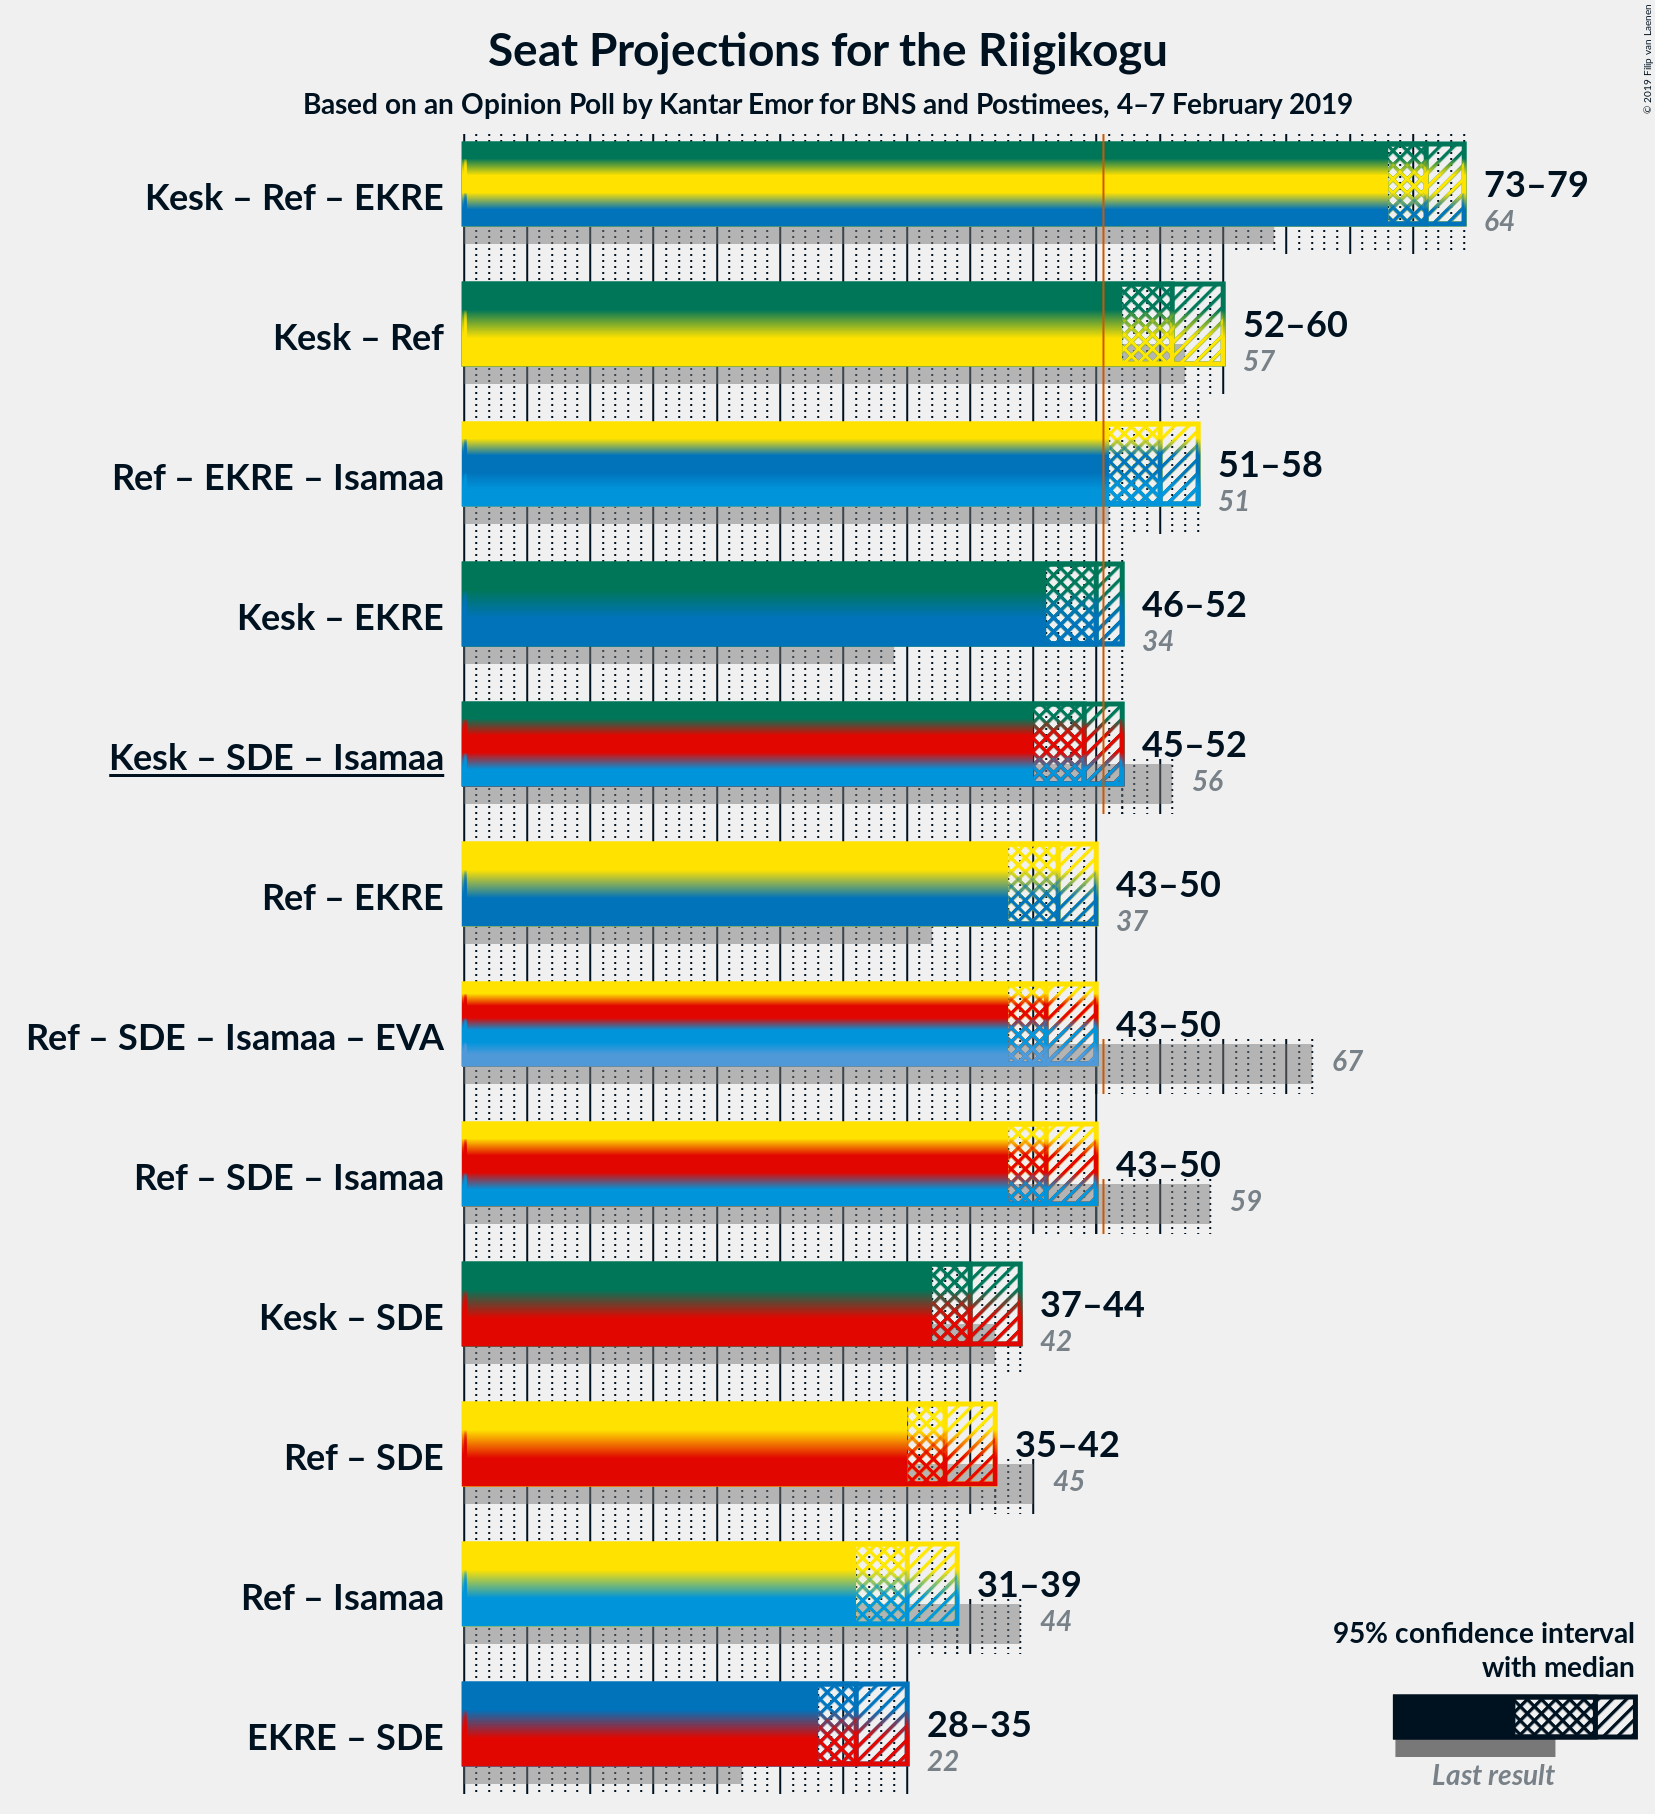 Seat Projections for the Riigikogu
Based on an Opinion Poll by Kantar Emor for BNS and Postimees, 4–7 February 2019
© 2019 Filip van Laenen
Kesk – Ref – EKRE
73–79
64
Kesk – Ref
52–60
57
Ref – EKRE – Isamaa
51–58
51
Kesk – EKRE
46–52
34
Kesk – SDE – Isamaa
45–52
56
Ref – EKRE
43–50
37
Ref – SDE – Isamaa – EVA
43–50
67
Ref – SDE – Isamaa
43–50
59
Kesk – SDE
37–44
42
Ref – SDE
35–42
45
Ref – Isamaa
31–39
44
EKRE – SDE
28–35
22
95% confidence interval
with median
Last result